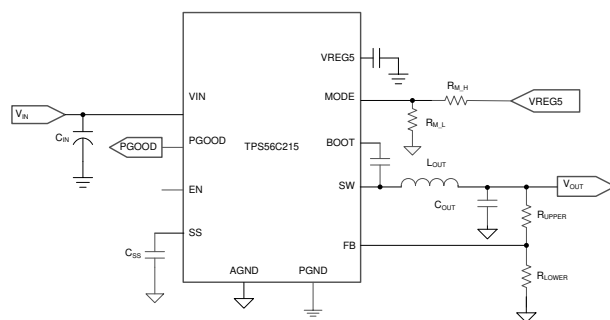 VREG5
R_M_H
VREG5
V_IN
VIN
MODE
C_IN
R_M_L
PGOOD
PGOOD
TPS56C215
BOOT
L_OUT
EN
SW
V_OUT
C_OUT
R_UPPER
SS
FB
C_SS
R_LOWER
AGND
PGND